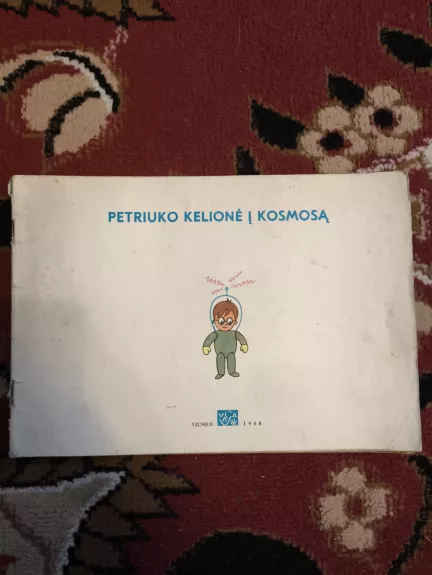 PETRIUKO KELIONĖ Į KOSMOSĄ
VILNIUS 1968